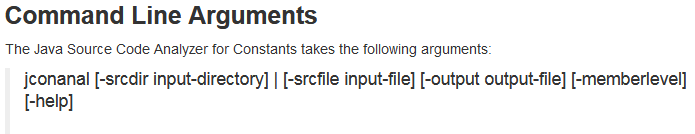 Command Line Arguments
The Java Source Code Analyzer for Constants takes the following arguments:
jconanal [-srcdir input-directory] | [-srcfile input-file] [-output output-file] [-memberlevel]
[-help]